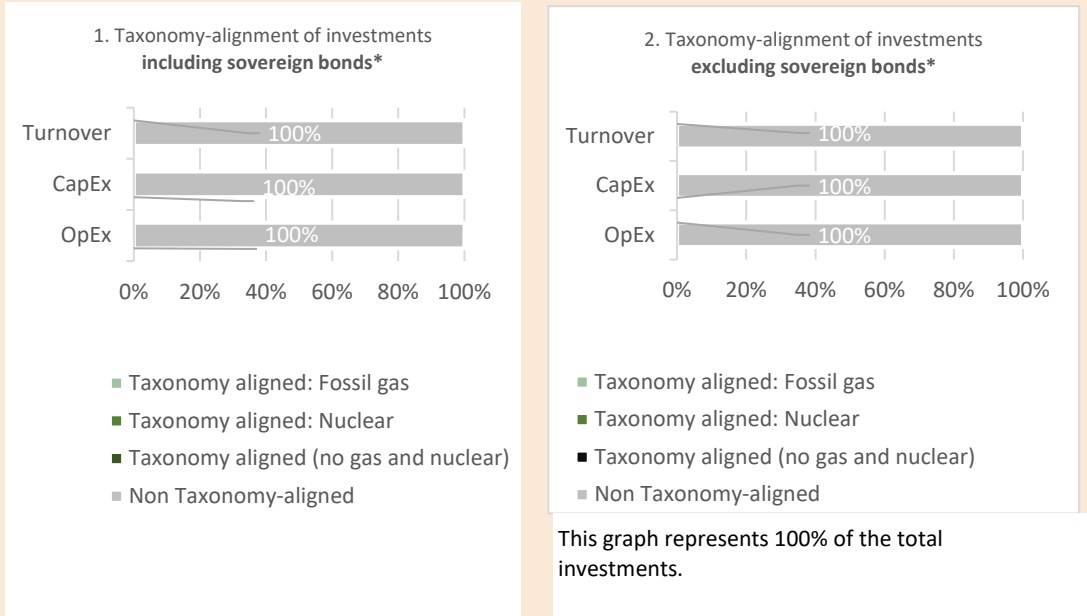 1. Taxonomy-alignment of investments
including sovereign bonds*
Turnover
100%
CapEx
100%
OpEx
100%
0% 20% 40% 60% 80% 100%
Taxonomy aligned: Fossil gas
Taxonomy aligned: Nuclear
Taxonomy aligned (no gas and nuclear)
Non Taxonomy-aligned
2. Taxonomy-alignment of investments
excluding sovereign bonds*
Turnover
100%
CapEx
100%
OpEx
100%
0% 20% 40% 60% 80% 100%
Taxonomy aligned: Fossil gas
Taxonomy aligned: Nuclear
Taxonomy aligned (no gas and nuclear)
Non Taxonomy-aligned
This graph represents 100% of the total
investments.